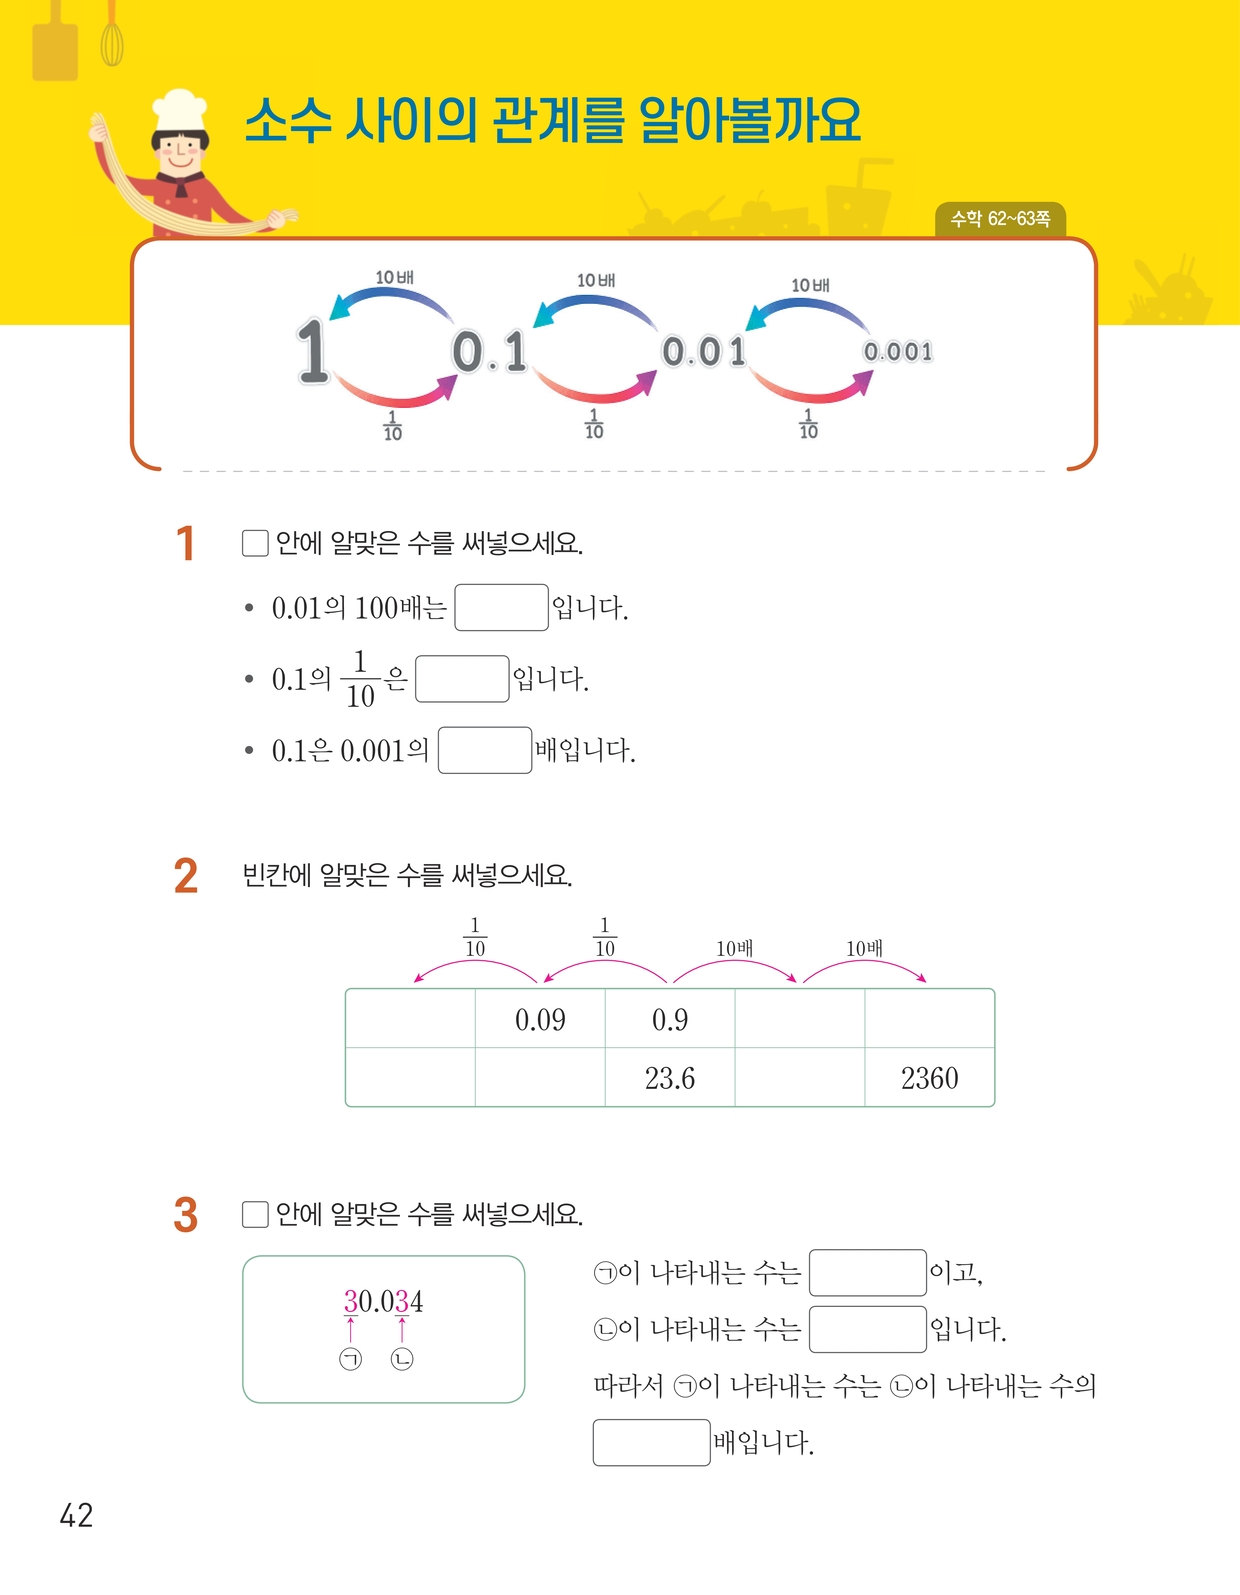 소수 사이의 관계를 알아볼까요
수학 62~63쪽
10배 10배 10배
1 0.1 0.01 0.001
1/10 1/10 1/10
1 □ 안에 알맞은 수를 써넣으세요.
• 0.01의 100배는 □ 입니다.
• 0.1의 1/10은 □ 입니다.
• 0.1은 0.001의 □ 배입니다.
2 빈칸에 알맞은 수를 써넣으세요.
1/10 1/10 10배 10배
0.09 0.9
23.6 2360
3 □ 안에 알맞은 수를 써넣으세요.
30.034
㉠ ㉡
㉠이 나타내는 수는 □ 이고,
㉡이 나타내는 수는 □ 입니다.
따라서 ㉠이 나타내는 수는 ㉡이 나타내는 수의
□ 배입니다.
42